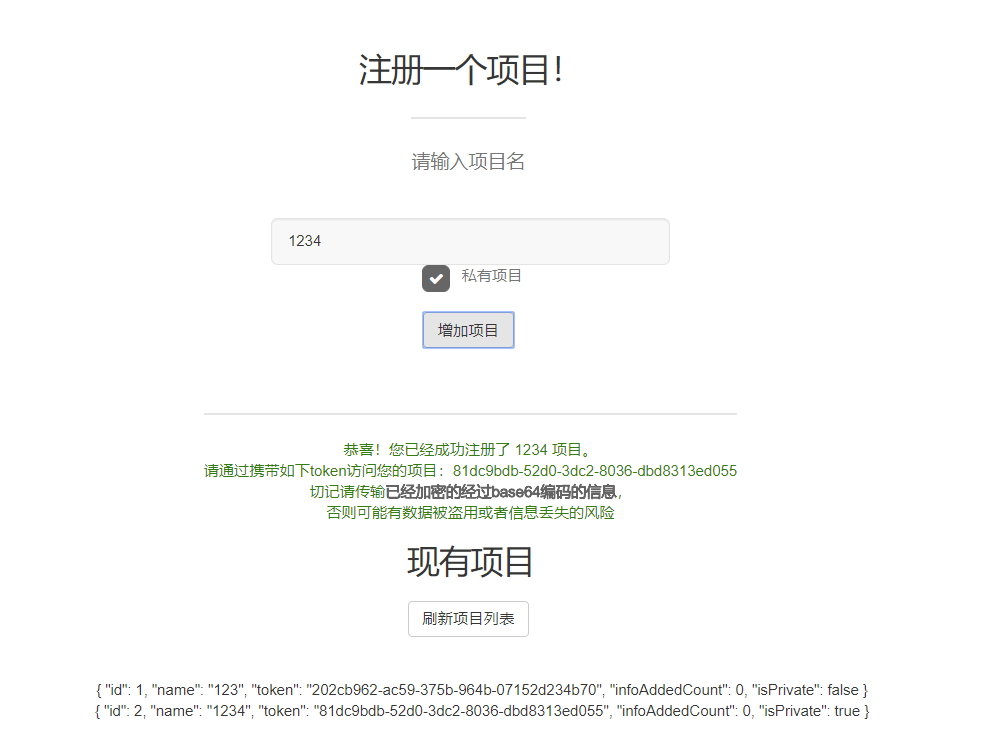 注册一个项目！
请输入项目名
1234
私有项目
增加项目
恭喜！您已经成功注册了 1234 项目。
请通过携带如下token访问您的项目：81dc9bdb-52d0-3dc2-8036-dbd8313ed055
切记请传输已经加密的经过base64编码的信息，
否则可能有数据被盗用或者信息丢失的风险
现有项目
刷新项目列表
{ "id": 1, "name": "123", "token": "202cb962-ac59-375b-964b-07152d234b70", "infoAddedCount": 0, "isPrivate": false }
{ "id": 2, "name": "1234", "token": "81dc9bdb-52d0-3dc2-8036-dbd8313ed055", "infoAddedCount": 0, "isPrivate": true }